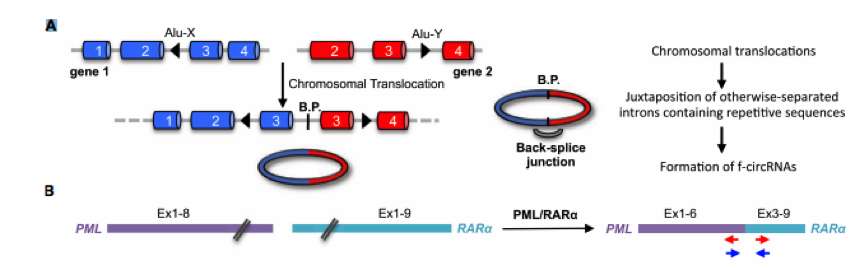 A
Alu-X
Alu-Y
1 2 3 4
2 3 4
gene 1
gene 2
Chromosomal Translocation
B.P.
1 2 3 3 4
B.P.
Back-splice
junction
Chromosomal translocations
Juxtaposition of otherwise-separated
introns containing repetitive sequences
Formation of f-circRNAs
B
Ex1-8
Ex1-9
PML/RARα
Ex1-6
Ex3-9
PML
RARα
PML
RARα